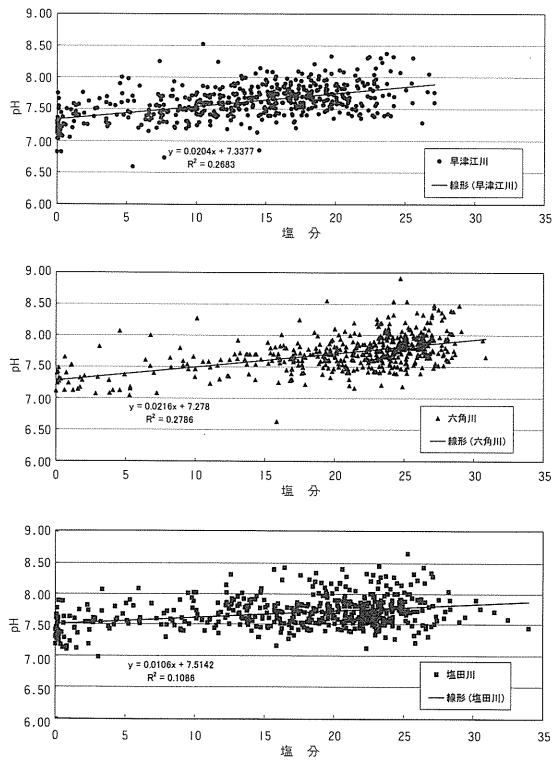 9.00
8.50
8.00
7.50
7.00
6.50
6.00
pH
y = 0.0204x + 7.3377
R² = 0.2683
早津江川
線形(早津江川)
0 5 10 15 20 25 30 35
塩 分
9.00
8.50
8.00
7.50
7.00
6.50
6.00
pH
y = 0.0216x + 7.278
R² = 0.2786
六角川
線形(六角川)
0 5 10 15 20 25 30 35
塩 分
9.00
8.50
8.00
7.50
7.00
6.50
6.00
pH
y = 0.0106x + 7.5142
R² = 0.1086
塩田川
線形(塩田川)
0 5 10 15 20 25 30 35
塩 分